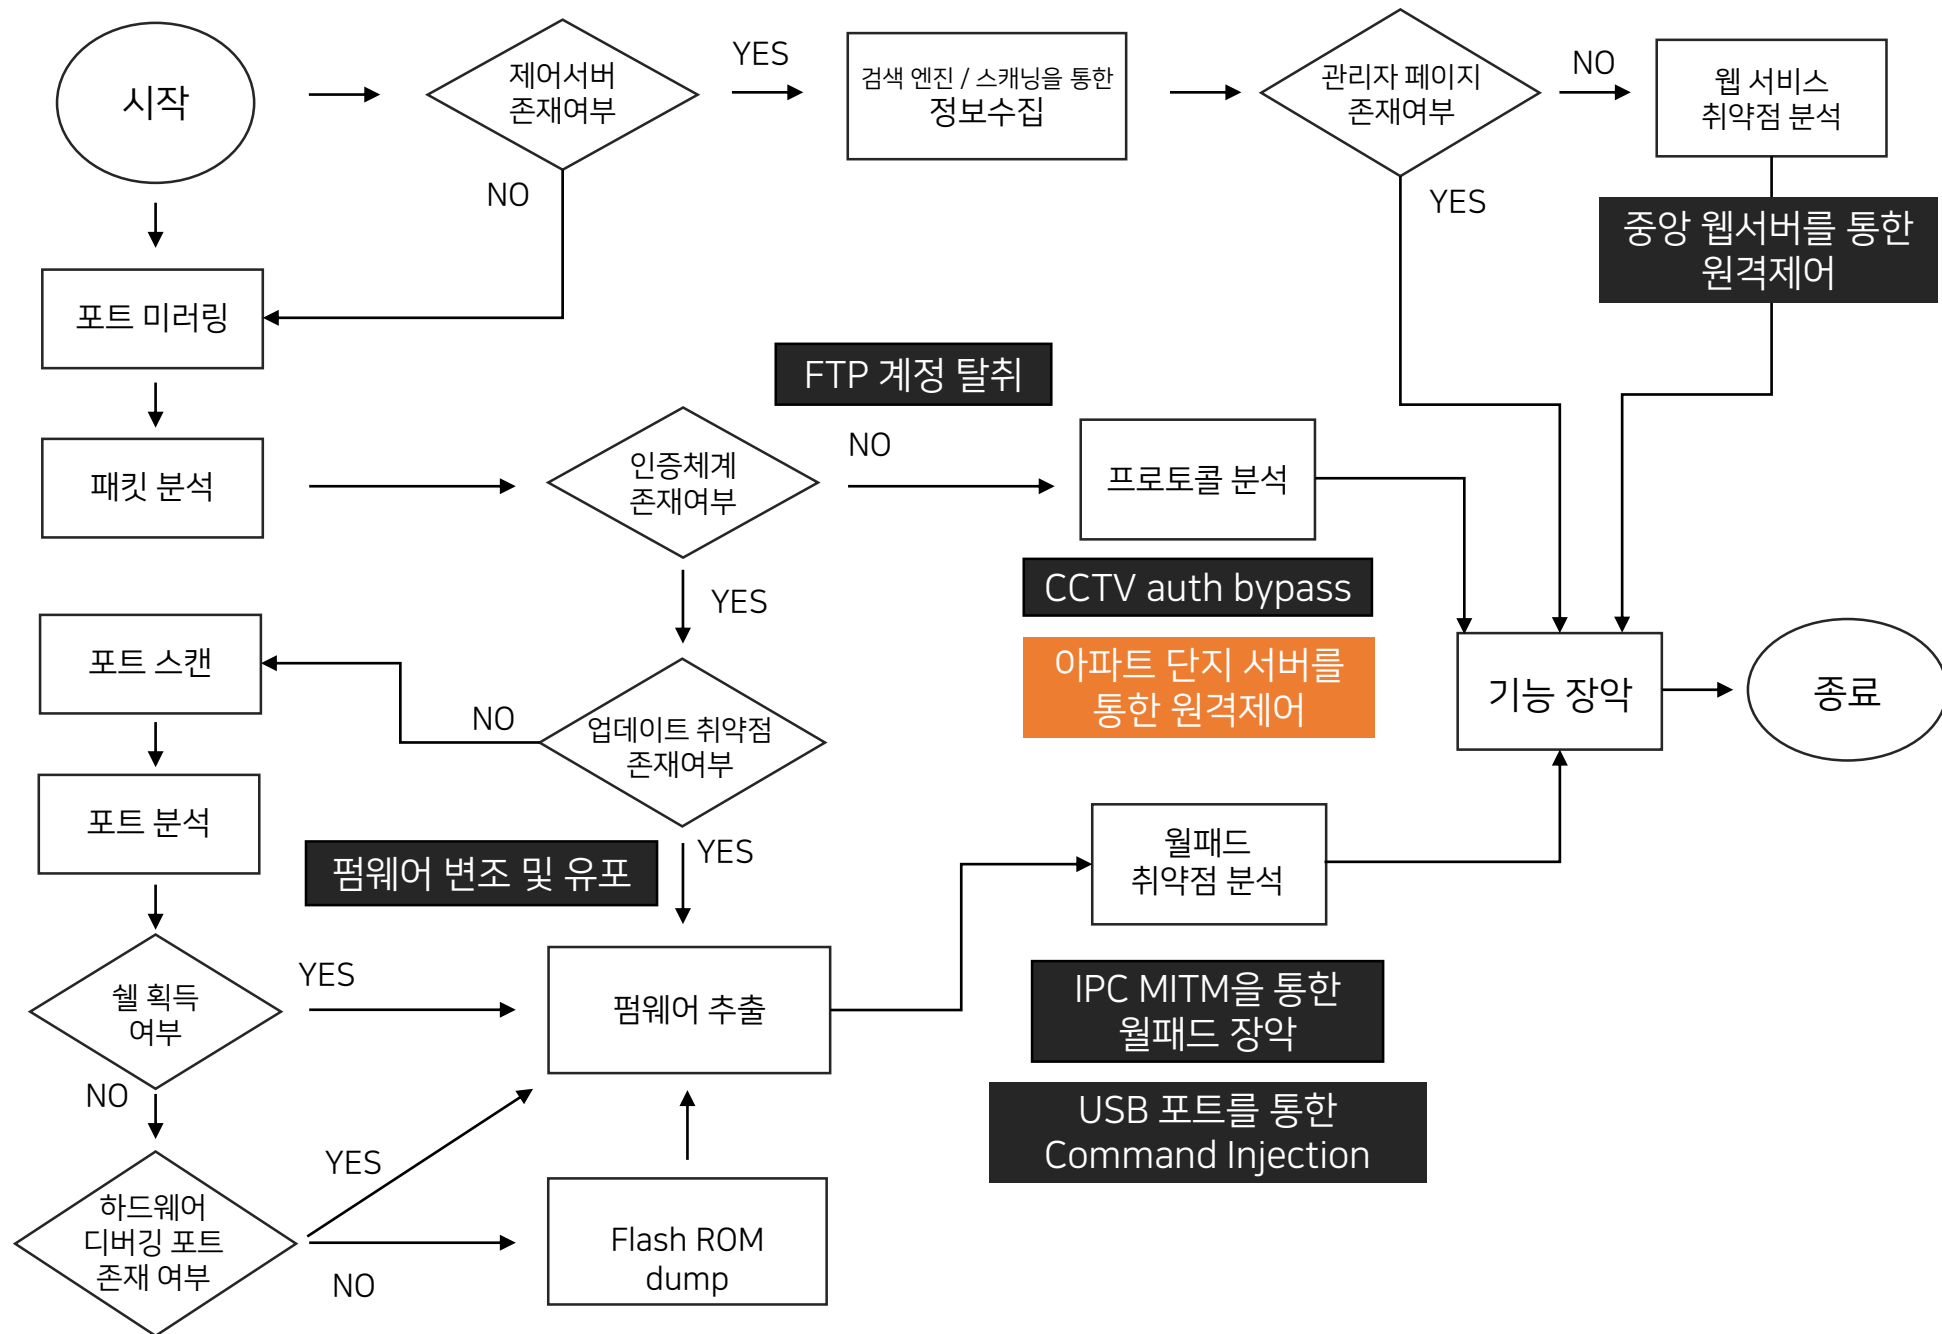 시작
제어서버
존재여부
YES
NO
검색 엔진 / 스캐닝을 통한
정보수집
관리자 페이지
존재여부
NO
YES
웹 서비스
취약점 분석
중앙 웹서버를 통한
원격제어
포트 미러링
FTP 계정 탈취
패킷 분석
인증체계
존재여부
NO
YES
프로토콜 분석
CCTV auth bypass
아파트 단지 서버를
통한 원격제어
포트 스캔
NO
업데이트 취약점
존재여부
YES
기능 장악
종료
포트 분석
펌웨어 변조 및 유포
월패드
취약점 분석
쉘 획득
여부
YES
NO
펌웨어 추출
IPC MITM을 통한
월패드 장악
USB 포트를 통한
Command Injection
하드웨어
디버깅 포트
존재 여부
YES
NO
Flash ROM
dump